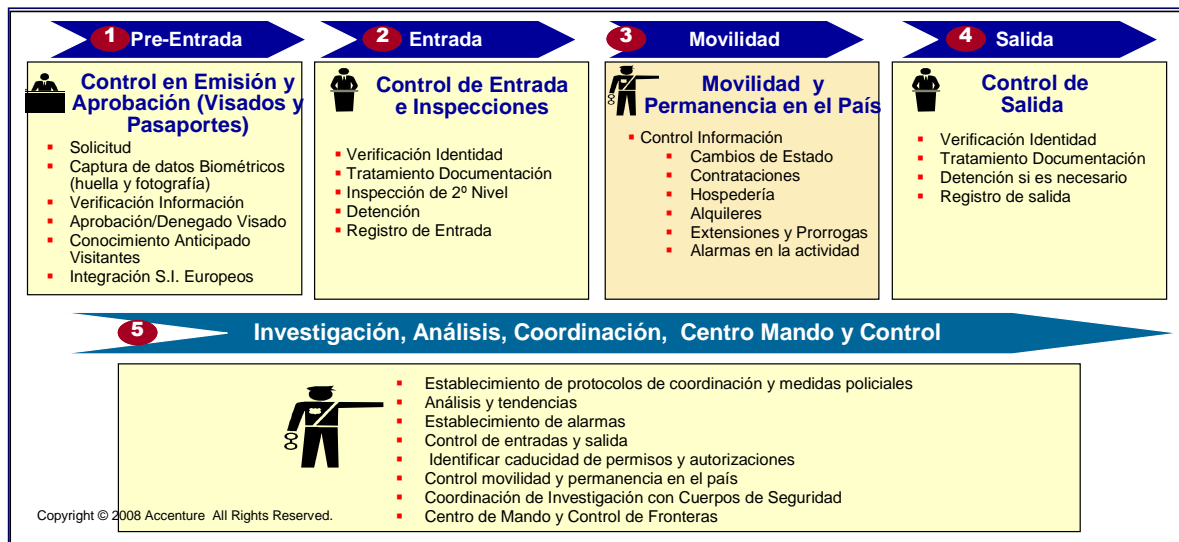 1 Pre-Entrada
Control en Emisión y
Aprobación (Visados y
Pasaportes)
Solicitud
Captura de datos Biométricos
(huella y fotografía)
Verificación Información
Aprobación/Denegado Visado
Conocimiento Anticipado
Visitantes
Integración S.I. Europeos
2 Entrada
Control de Entrada
e Inspecciones
Verificación Identidad
Tratamiento Documentación
Inspección de 2º Nivel
Detención
Registro de Entrada
3 Movilidad
Movilidad y
Permanencia en el País
Control Información
Cambios de Estado
Contrataciones
Hospedería
Alquileres
Extensiones y Prorrogas
Alarmas en la actividad
4 Salida
Control de
Salida
Verificación Identidad
Tratamiento Documentación
Detención si es necesario
Registro de salida
5 Investigación, Análisis, Coordinación, Centro Mando y Control
Establecimiento de protocolos de coordinación y medidas policiales
Análisis y tendencias
Establecimiento de alarmas
Control de entradas y salida
Identificar caducidad de permisos y autorizaciones
Control movilidad y permanencia en el país
Coordinación de Investigación con Cuerpos de Seguridad
Centro de Mando y Control de Fronteras
Copyright © 2008 Accenture All Rights Reserved.